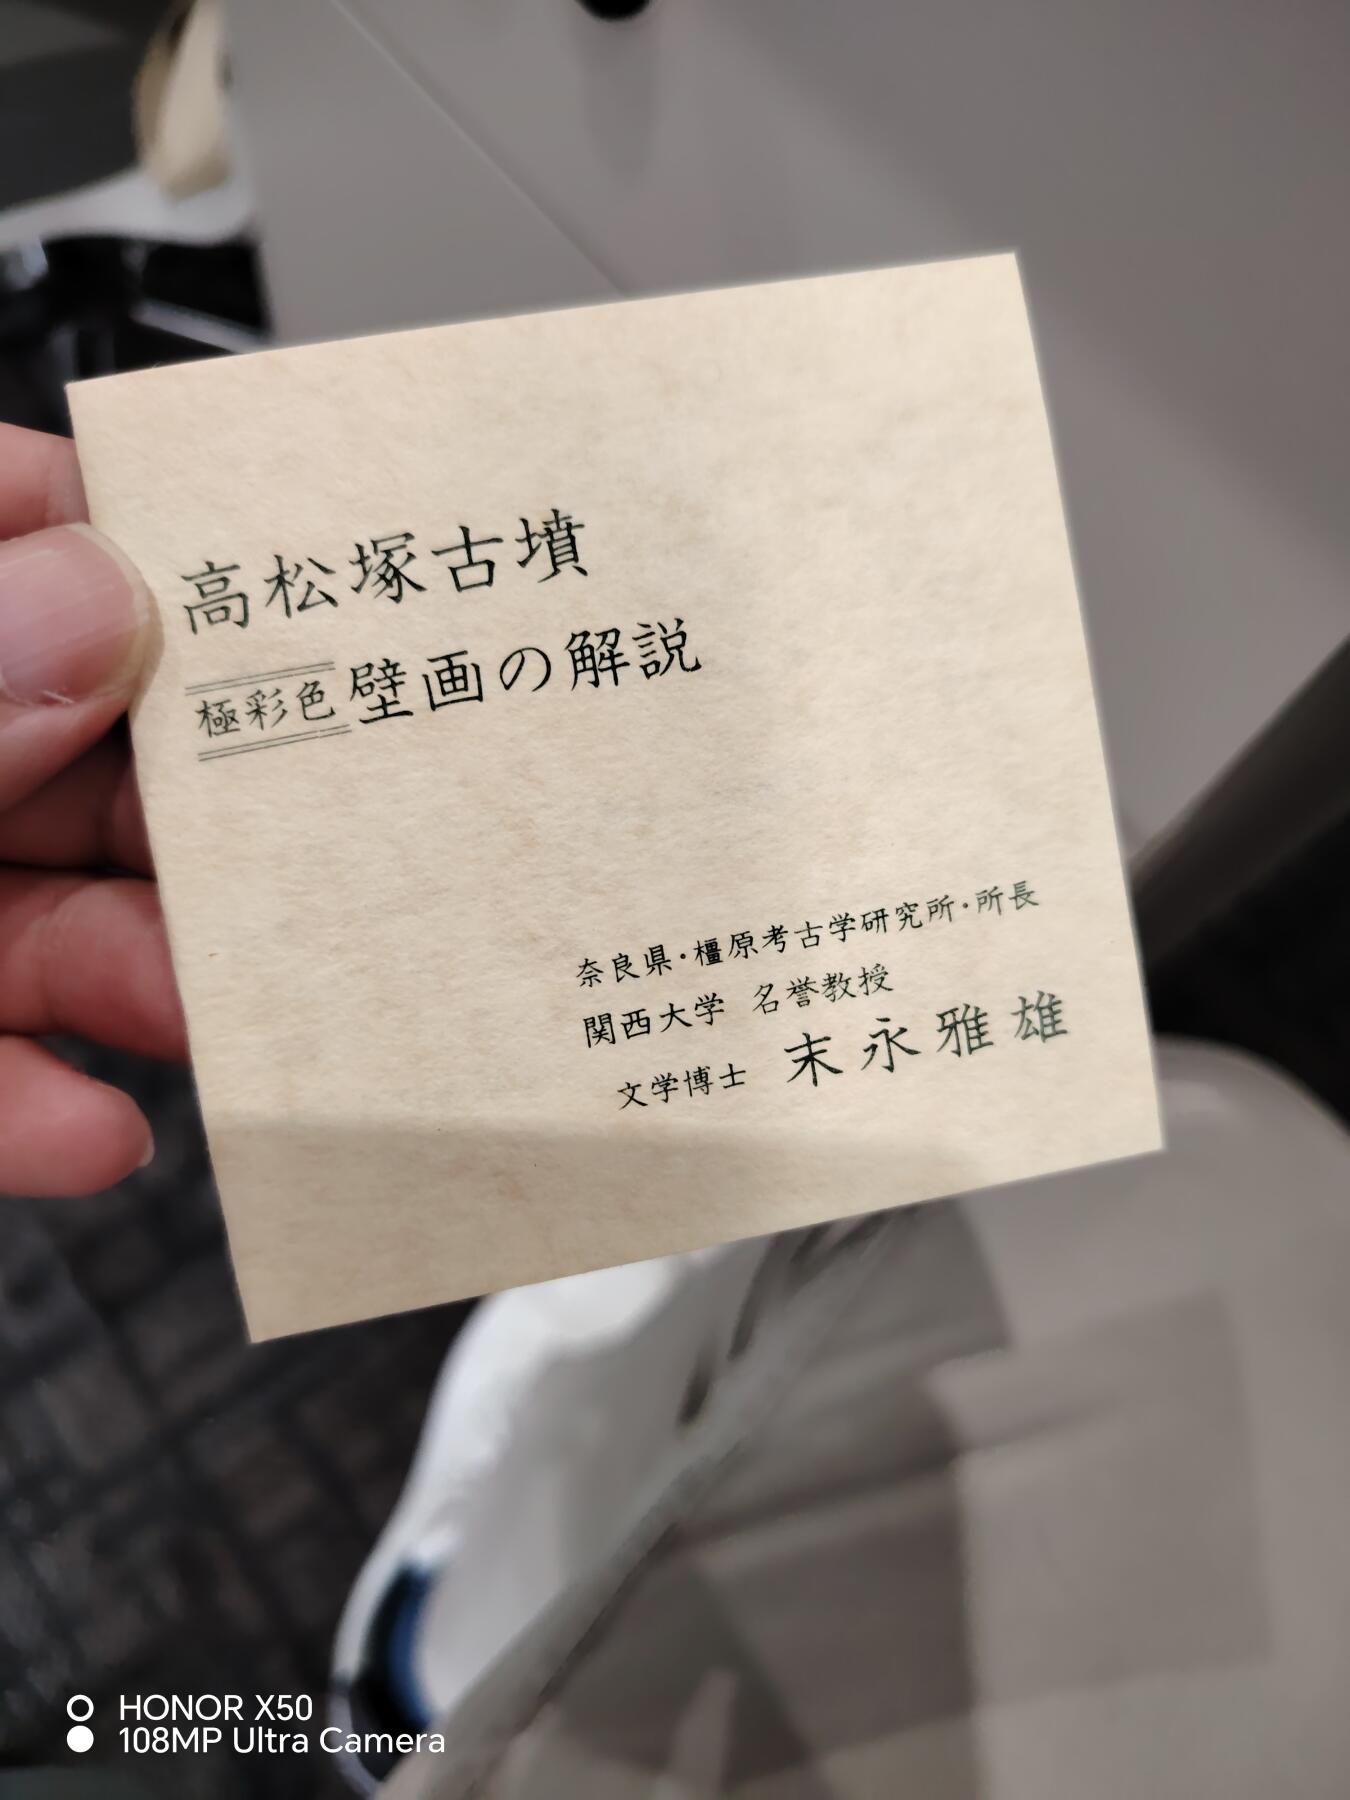 高松塚古墳
極彩色壁画の解説
奈良県・橿原考古学研究所・所長
関西大学 名誉教授
文学博士 末永雅雄
HONOR X50
108MP Ultra Camera